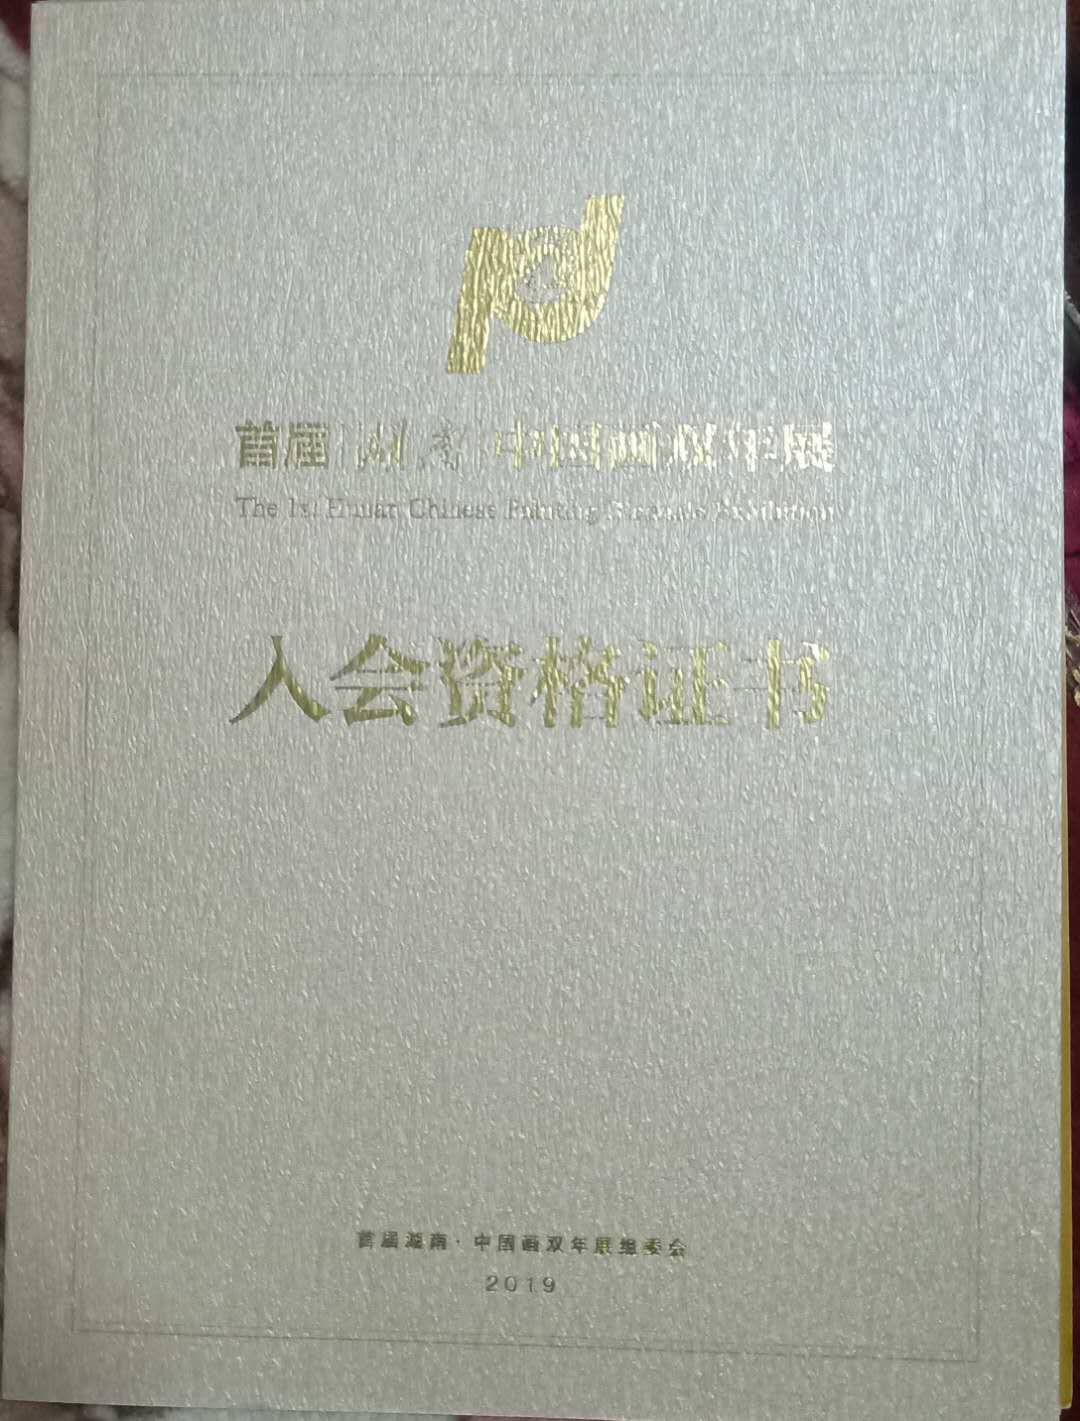 首届湖南·中国画双年展
The 1st Hunan Chinese Painting Exhibition
入会资格证书
首届湖南·中国画双年展组委会
2019